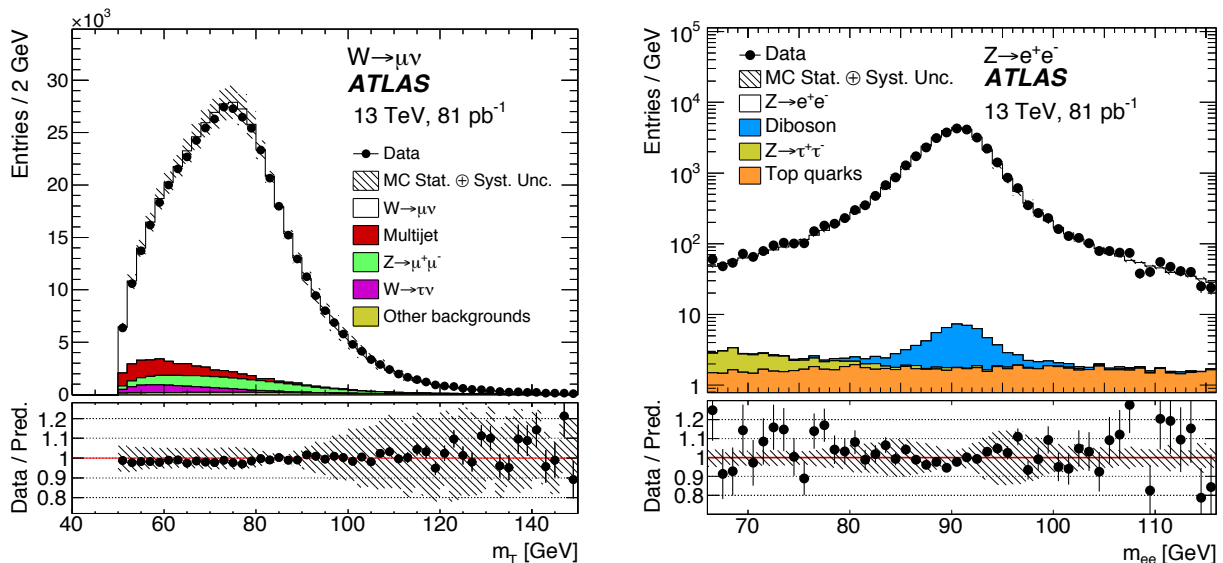 ×10³
Entries / 2 GeV
30
25
20
15
10
5
0
W→μν
ATLAS
13 TeV, 81 pb⁻¹
Data
MC Stat. ⊕ Syst. Unc.
W→μν
Multijet
Z→μ⁺μ⁻
W→τν
Other backgrounds
Data / Pred.
1.2
1.1
1
0.9
0.8
40 60 80 100 120 140
m_T [GeV]
Entries / GeV
10⁵
10⁴
10³
10²
10
1
Data
MC Stat. ⊕ Syst. Unc.
Z→e⁺e⁻
Diboson
Z→τ⁺τ⁻
Top quarks
Z→e⁺e⁻
ATLAS
13 TeV, 81 pb⁻¹
Data / Pred.
1.2
1.1
1
0.9
0.8
70 80 90 100 110
m_ee [GeV]